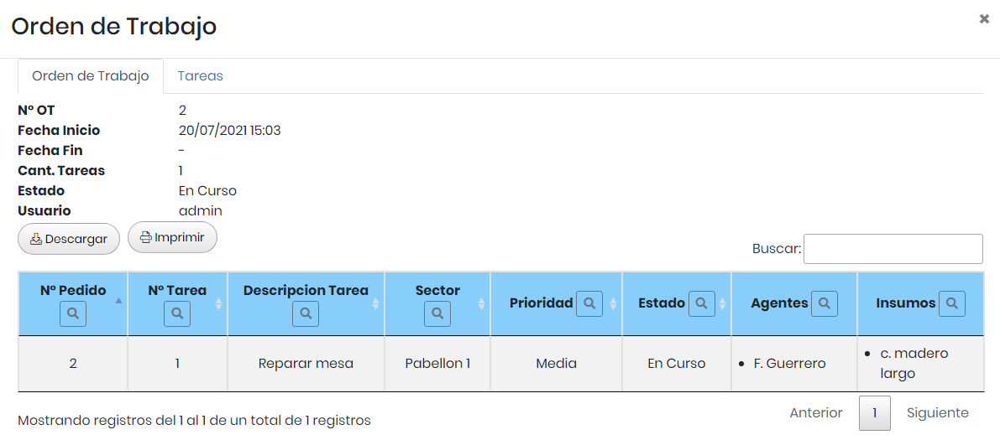 Orden de Trabajo
Orden de Trabajo Tareas
Nº OT 2
Fecha Inicio 20/07/2021 15:03
Fecha Fin -
Cant. Tareas 1
Estado En Curso
Usuario admin
Descargar Imprimir
Buscar:
Nº Pedido Nº Tarea Descripcion Tarea Sector Prioridad Estado Agentes Insumos
2 1 Reparar mesa Pabellon 1 Media En Curso • F. Guerrero • c. madero
largo
Mostrando registros del 1 al 1 de un total de 1 registros
Anterior 1 Siguiente